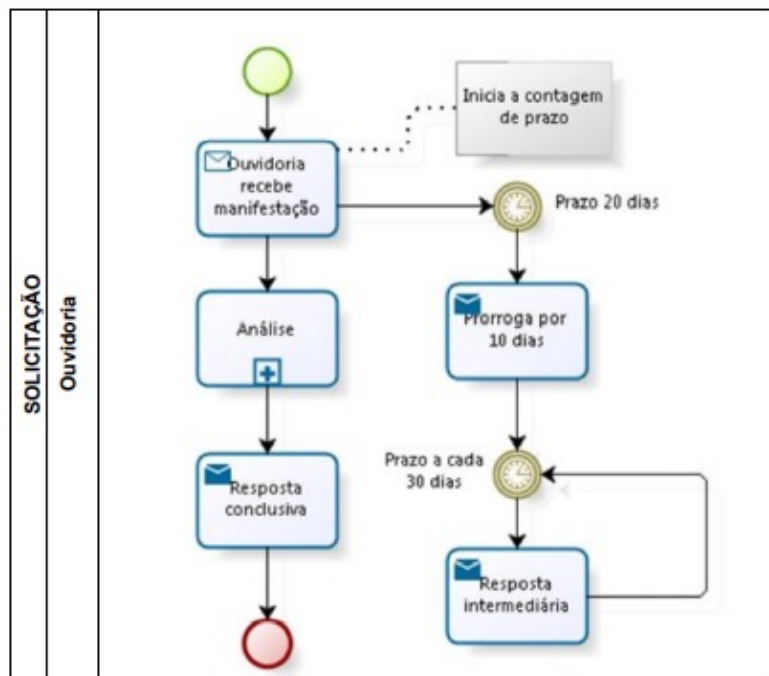 SOLICITAÇÃO
Ouvidoria
Inicia a contagem
de prazo
Ouvidoria
recebe
manifestação
Prazo 20 dias
Análise
Prorroga por
10 dias
Prazo a cada
30 dias
Resposta
conclusiva
Resposta
intermediária